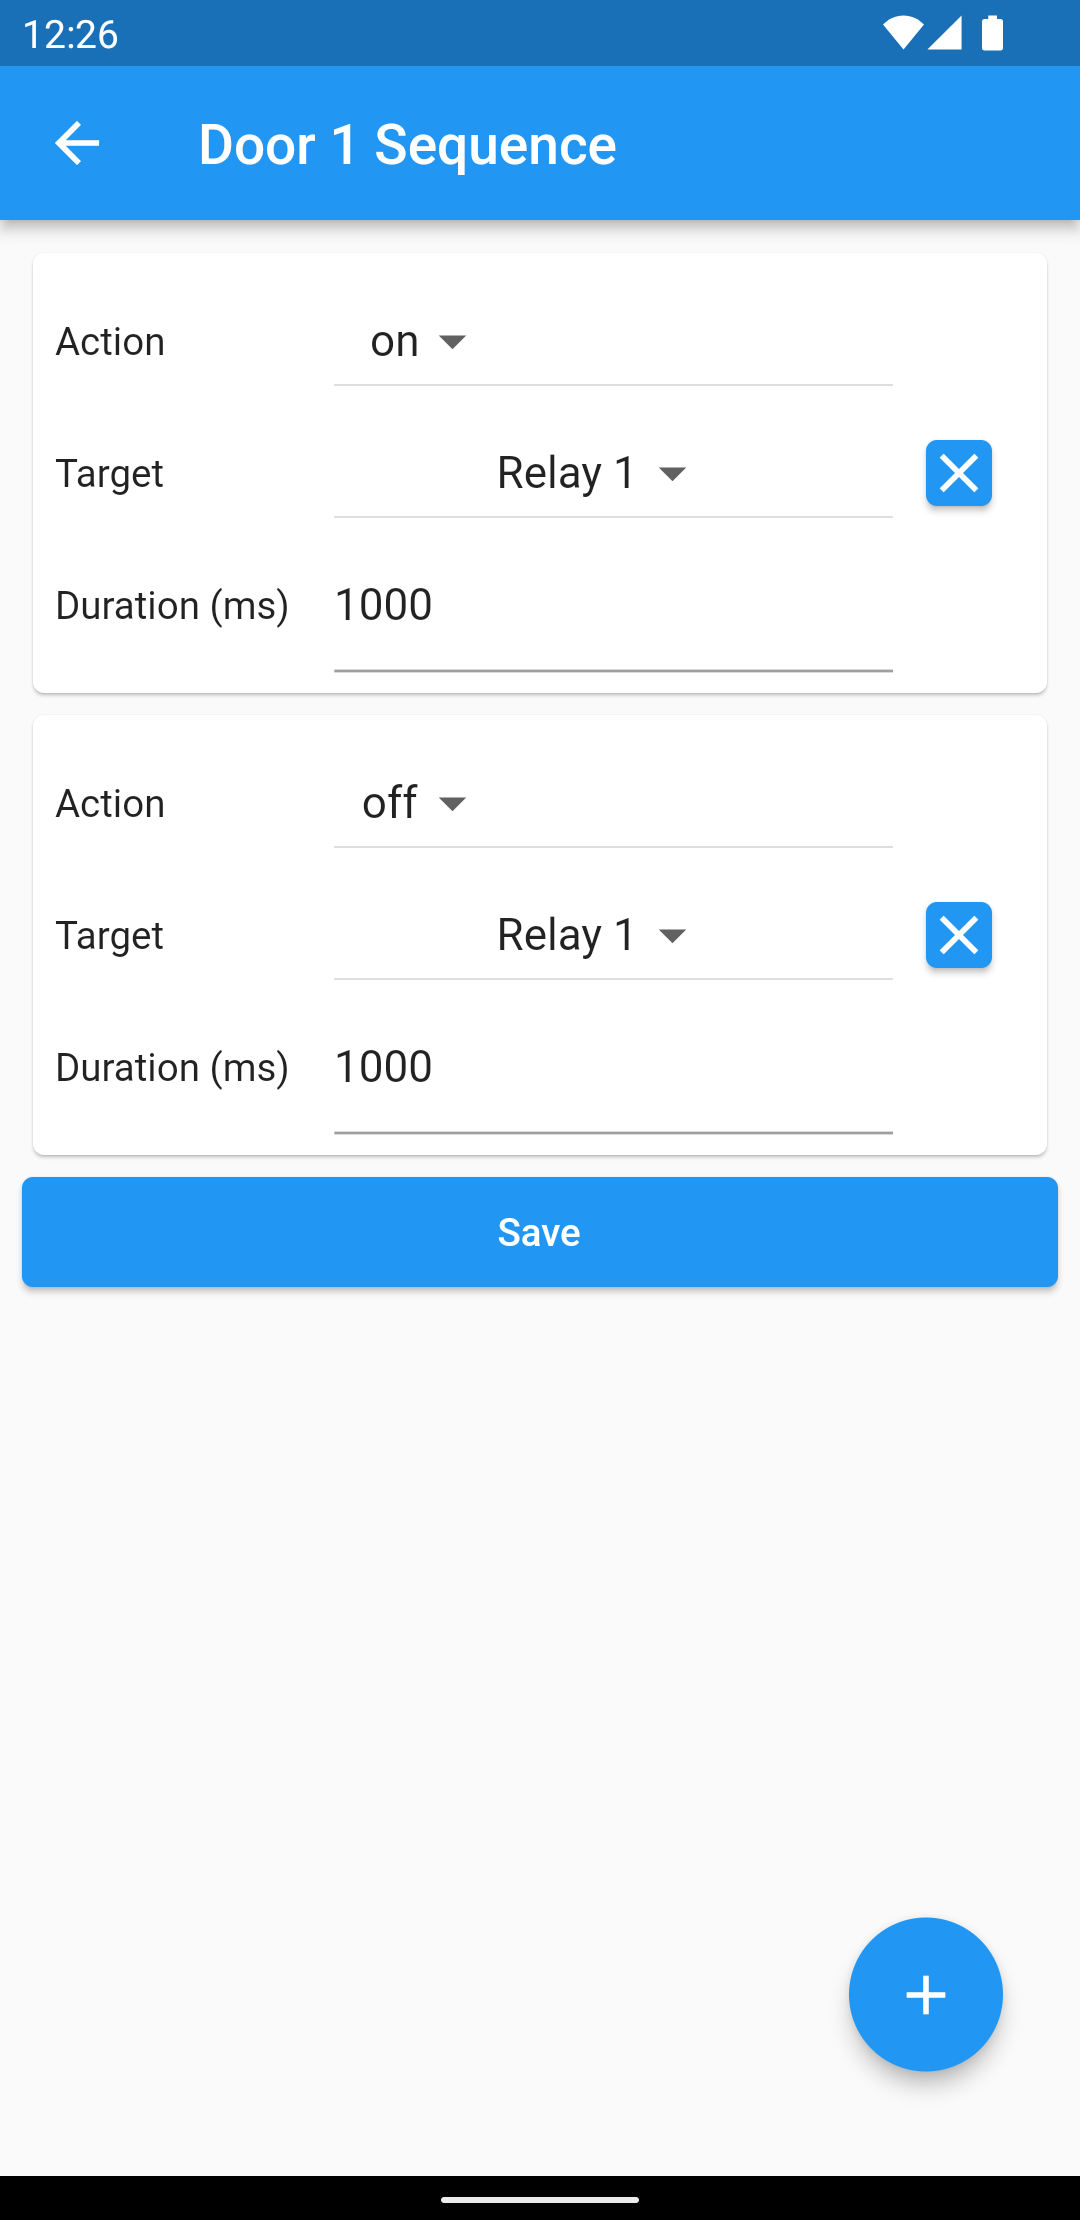 12:26
Door 1 Sequence
Action on
Target Relay 1
Duration (ms) 1000
Action off
Target Relay 1
Duration (ms) 1000
Save